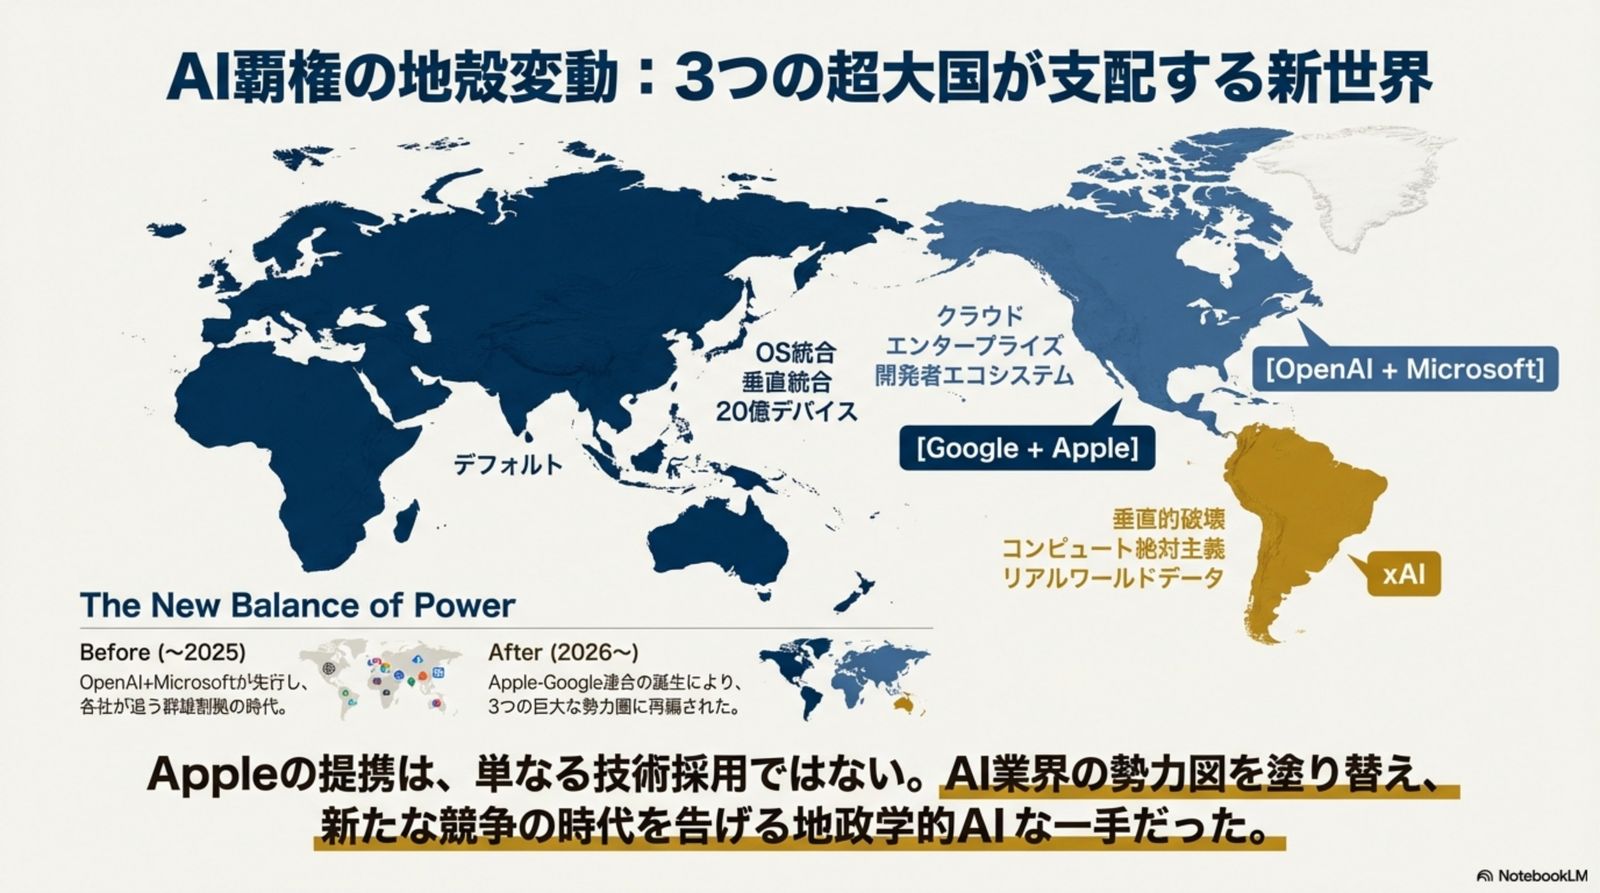 AI覇権の地殻変動：3つの超大国が支配する新世界
OS統合
垂直統合
20億デバイス
デフォルト
クラウド
エンタープライズ
開発者エコシステム
[OpenAI + Microsoft]
[Google + Apple]
垂直的破壊
コンピュート絶対主義
リアルワールドデータ
xAI
The New Balance of Power
Before (〜2025)
OpenAI+Microsoftが先行し、
各社が追う群雄割拠の時代。
After (2026〜)
Apple-Google連合の誕生により、
3つの巨大な勢力圏に再編された。
Appleの提携は、単なる技術採用ではない。AI業界の勢力図を塗り替え、
新たな競争の時代を告げる地政学的AIな一手だった。
NotebookLM